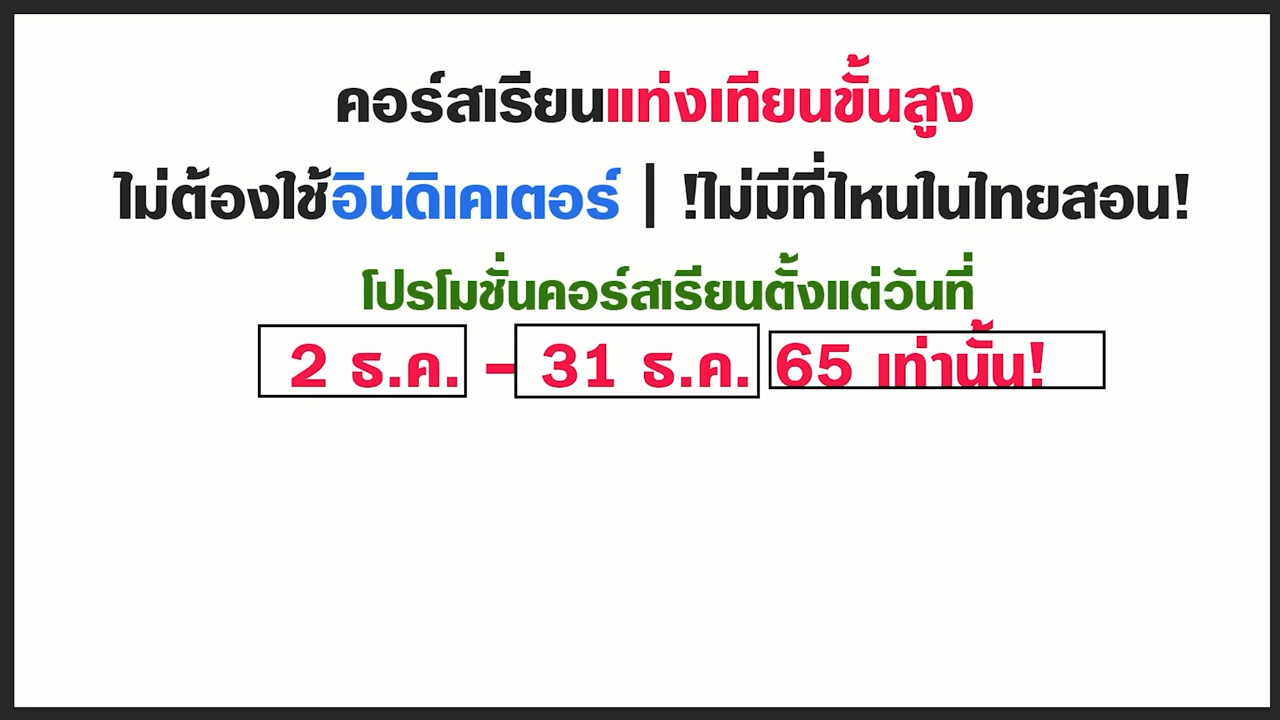 คอร์สเรียนแท่งเทียนขั้นสูง
ไม่ต้องใช้อินดิเคเตอร์ | !ไม่มีที่ไหนในไทยสอน!
โปรโมชั่นคอร์สเรียนตั้งแต่วันที่
2 ธ.ค. – 31 ธ.ค. 65 เท่านั้น!